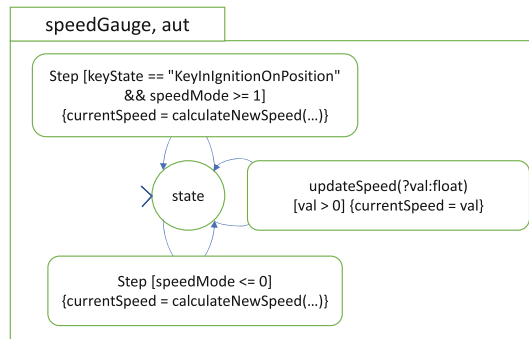 speedGauge, aut
Step [keyState == "KeyInIgnitionOnPosition"
&& speedMode >= 1]
{currentSpeed = calculateNewSpeed(...)}
state
updateSpeed(?val:float)
[val > 0] {currentSpeed = val}
Step [speedMode <= 0]
{currentSpeed = calculateNewSpeed(...)}